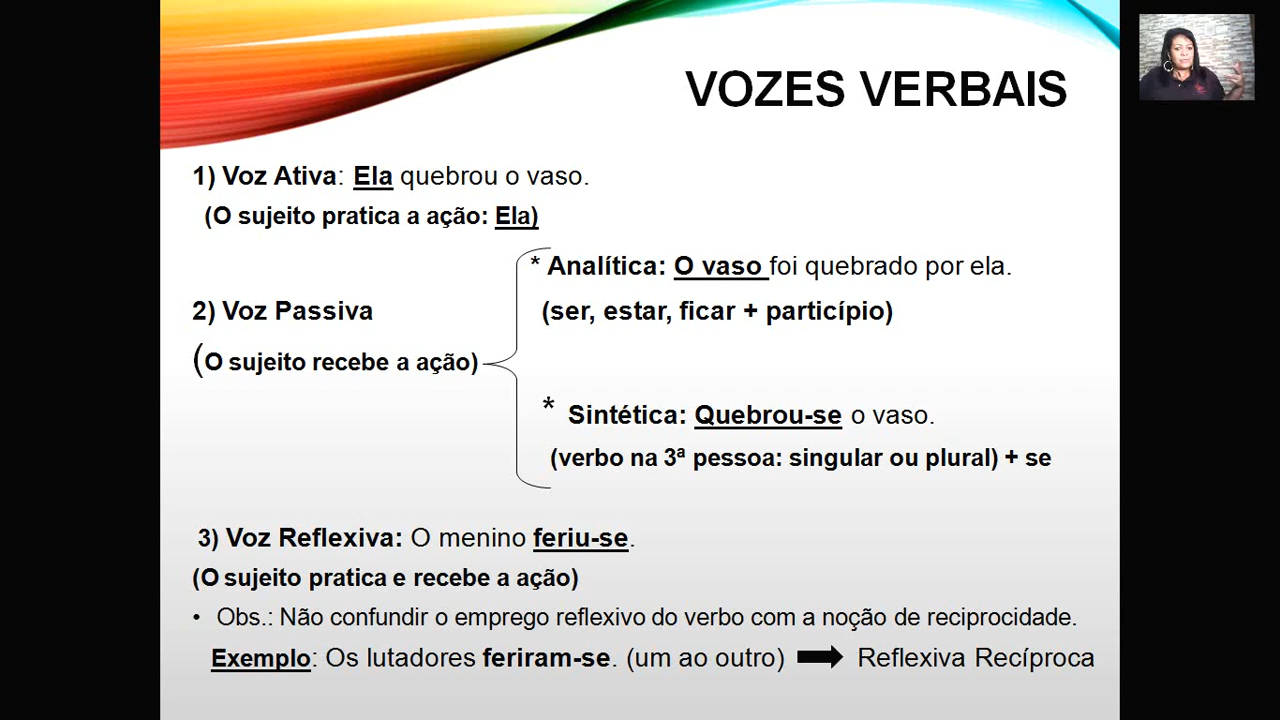 VOZES VERBAIS
1) Voz Ativa: Ela quebrou o vaso.
(O sujeito pratica a ação: Ela)
* Analítica: O vaso foi quebrado por ela.
2) Voz Passiva
(ser, estar, ficar + particípio)
(O sujeito recebe a ação)
* Sintética: Quebrou-se o vaso.
(verbo na 3ª pessoa: singular ou plural) + se
3) Voz Reflexiva: O menino feriu-se.
(O sujeito pratica e recebe a ação)
• Obs.: Não confundir o emprego reflexivo do verbo com a noção de reciprocidade.
Exemplo: Os lutadores feriram-se. (um ao outro) ➡ Reflexiva Recíproca